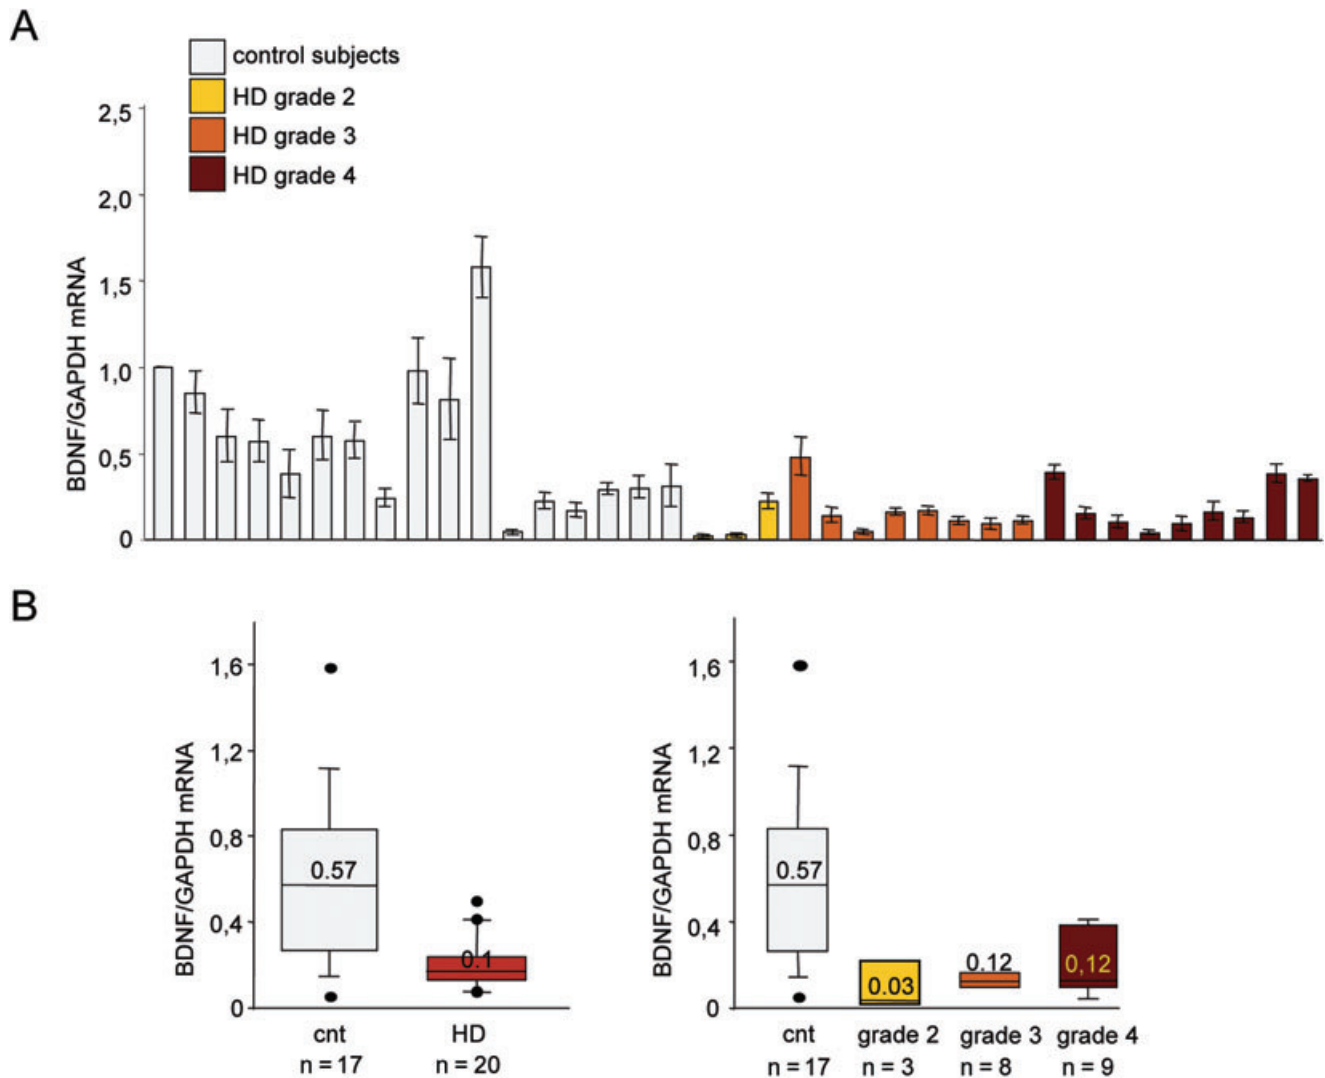 A
control subjects
HD grade 2
HD grade 3
HD grade 4
2,5
2,0
1,5
1,0
0,5
0
BDNF/GAPDH mRNA
B
1,6
1,2
0,8
0,4
0
BDNF/GAPDH mRNA
0.57
0.1
cnt
HD
n = 17
n = 20
1,6
1,2
0,8
0,4
0
BDNF/GAPDH mRNA
0.57
0.03
0.12
0,12
cnt
grade 2
grade 3
grade 4
n = 17
n = 3
n = 8
n = 9